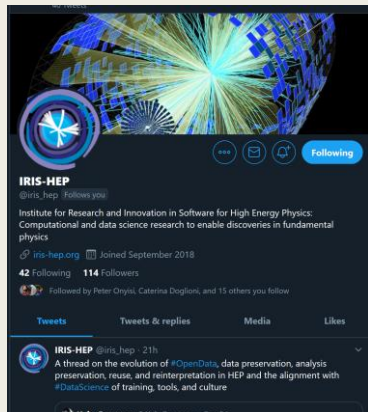 40 Tweets
Following
IRIS-HEP
@iris_hep Follows you
Institute for Research and Innovation in Software for High Energy Physics:
Computational and data science research to enable discoveries in fundamental
physics
iris-hep.org Joined September 2018
42 Following 114 Followers
Followed by Peter Onyisi, Caterina Doglioni, and 15 others you follow
Tweets Tweets & replies Media Likes
IRIS-HEP @iris_hep · 21h
A thread on the evolution of #OpenData, data preservation, analysis
preservation, reuse, and reinterpretation in HEP and the alignment with
#DataScience of training, tools, and culture